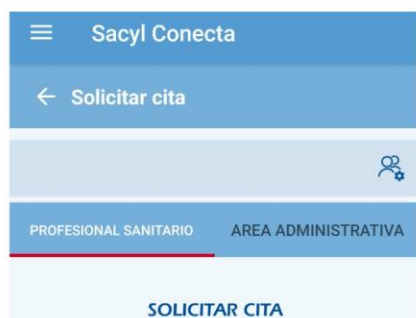 Sacyl Conecta
Solicitar cita
PROFESIONAL SANITARIO AREA ADMINISTRATIVA
SOLICITAR CITA